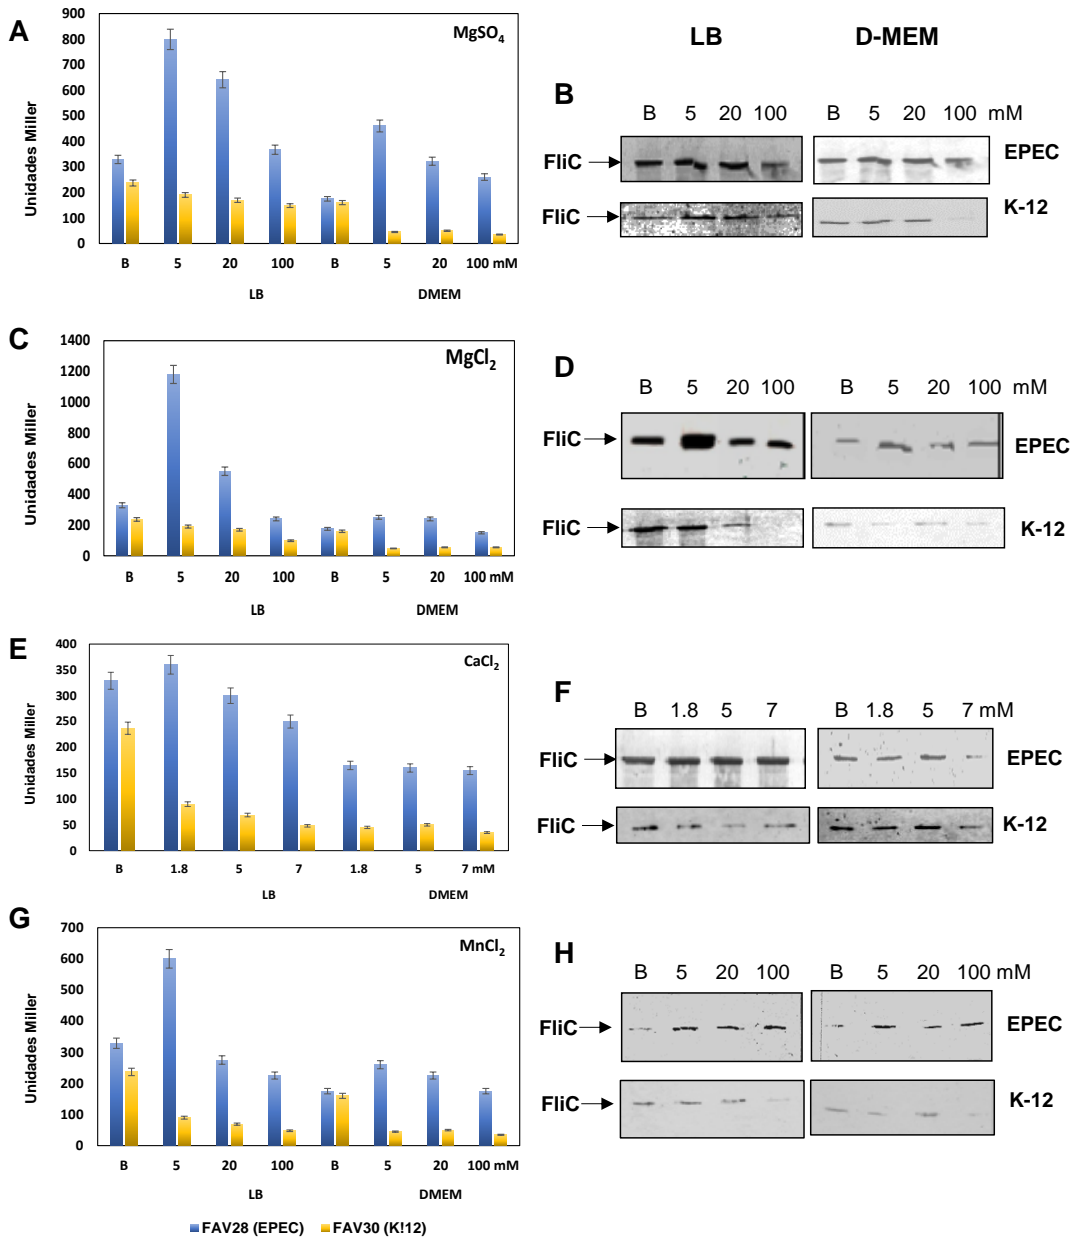 A
MgSO4
Unidades Miller
900
800
700
600
500
400
300
200
100
0
B 5 20 100 B 5 20 100 mM
LB DMEM
LB D-MEM
B
B 5 20 100 mM
FliC
EPEC
FliC
K-12
C
MgCl2
Unidades Miller
1400
1200
1000
800
600
400
200
0
B 5 20 100 B 5 20 100 mM
LB DMEM
D
B 5 20 100 B 5 20 100 mM
FliC
EPEC
FliC
K-12
E
CaCl2
Unidades Miller
400
350
300
250
200
150
100
50
0
B 1.8 5 7 1.8 5 7 mM
LB DMEM
F
B 1.8 5 7 B 1.8 5 7 mM
FliC
EPEC
FliC
K-12
G
MnCl2
Unidades Miller
700
600
500
400
300
200
100
0
B 5 20 100 B 5 20 100 mM
LB DMEM
FAV28 (EPEC) FAV30 (K!12)
H
B 5 20 100 B 5 20 100 mM
FliC
EPEC
FliC
K-12